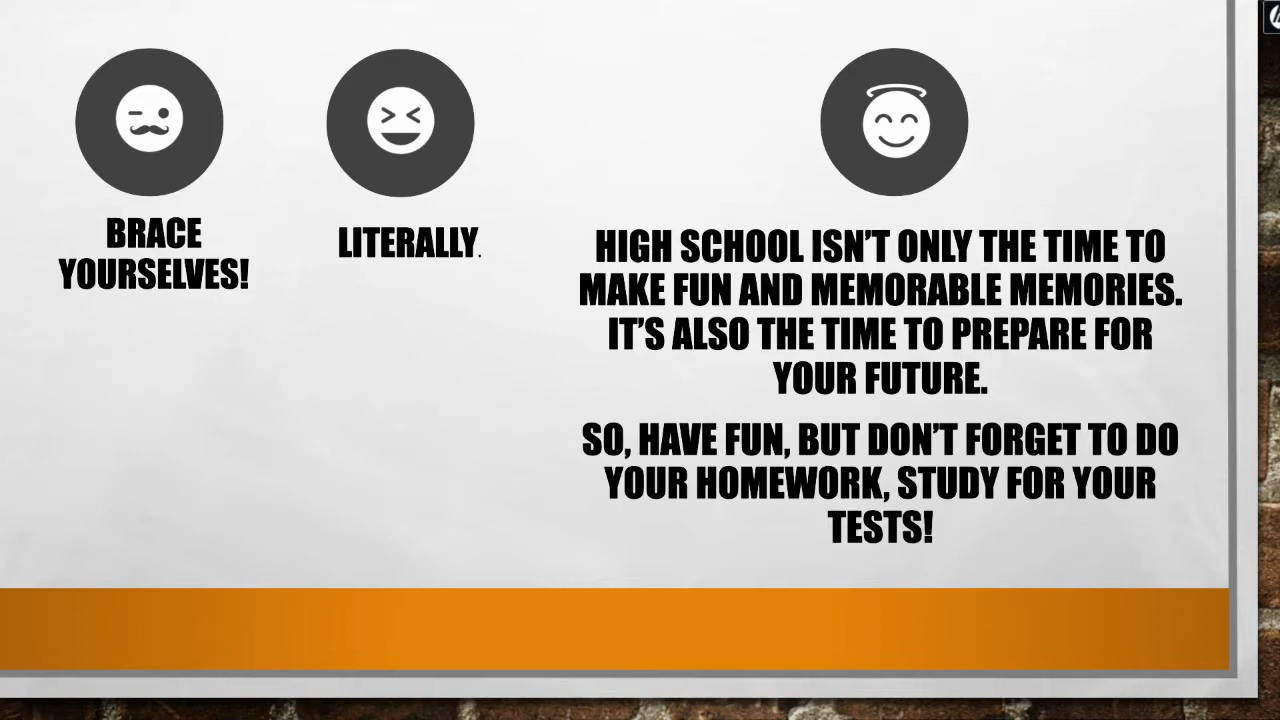 BRACE
YOURSELVES!
LITERALLY.
HIGH SCHOOL ISN'T ONLY THE TIME TO
MAKE FUN AND MEMORABLE MEMORIES.
IT'S ALSO THE TIME TO PREPARE FOR
YOUR FUTURE.
SO, HAVE FUN, BUT DON'T FORGET TO DO
YOUR HOMEWORK, STUDY FOR YOUR
TESTS!